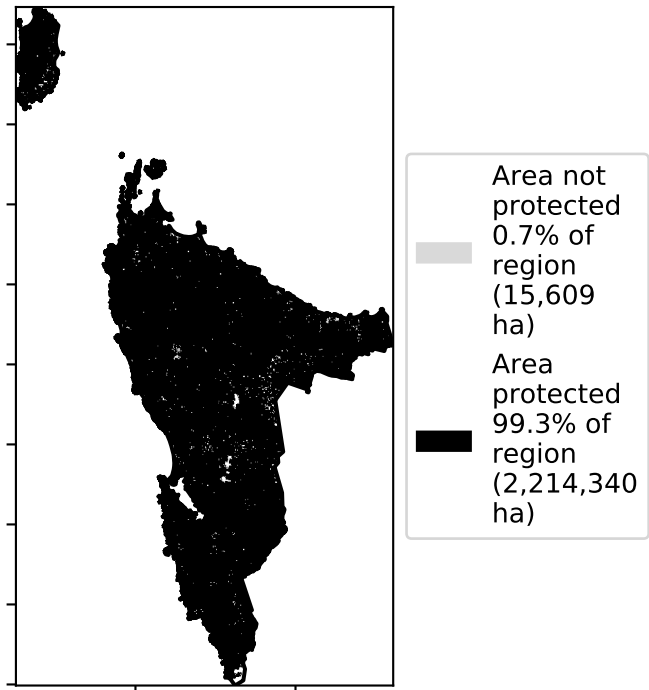 Area not
protected
0.7% of
region
(15,609
ha)
Area
protected
99.3% of
region
(2,214,340
ha)